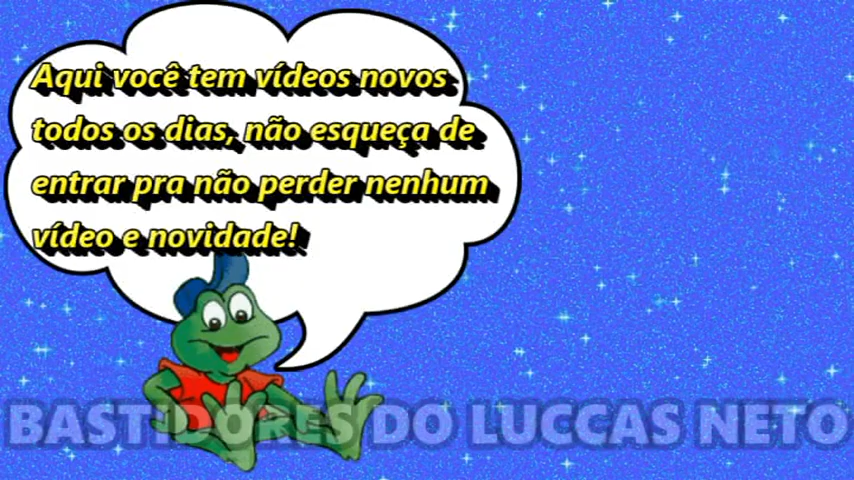 Aqui você tem vídeos novos
todos os dias, não esqueça de
entrar pra não perder nenhum
vídeo e novidade!
BASTIDORES DO LUCCAS NETO